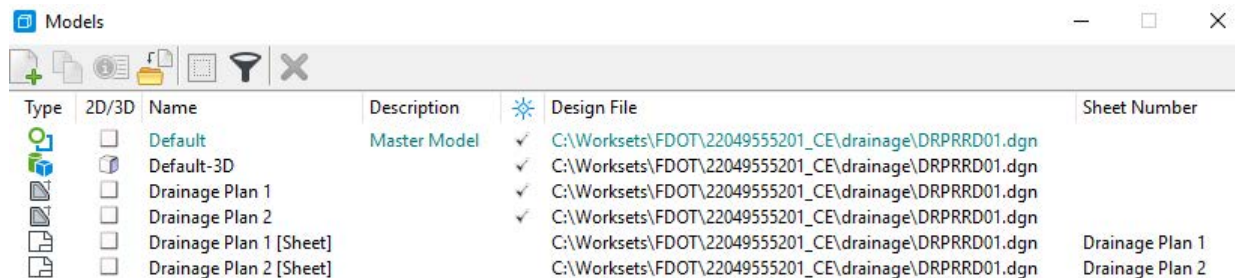 Models
Type 2D/3D Name Description Design File Sheet Number
Default Master Model C:\Worksets\FDOT\22049555201_CE\drainage\DRPRRD01.dgn
Default-3D C:\Worksets\FDOT\22049555201_CE\drainage\DRPRRD01.dgn
Drainage Plan 1 C:\Worksets\FDOT\22049555201_CE\drainage\DRPRRD01.dgn
Drainage Plan 2 C:\Worksets\FDOT\22049555201_CE\drainage\DRPRRD01.dgn
Drainage Plan 1 [Sheet] C:\Worksets\FDOT\22049555201_CE\drainage\DRPRRD01.dgn Drainage Plan 1
Drainage Plan 2 [Sheet] C:\Worksets\FDOT\22049555201_CE\drainage\DRPRRD01.dgn Drainage Plan 2